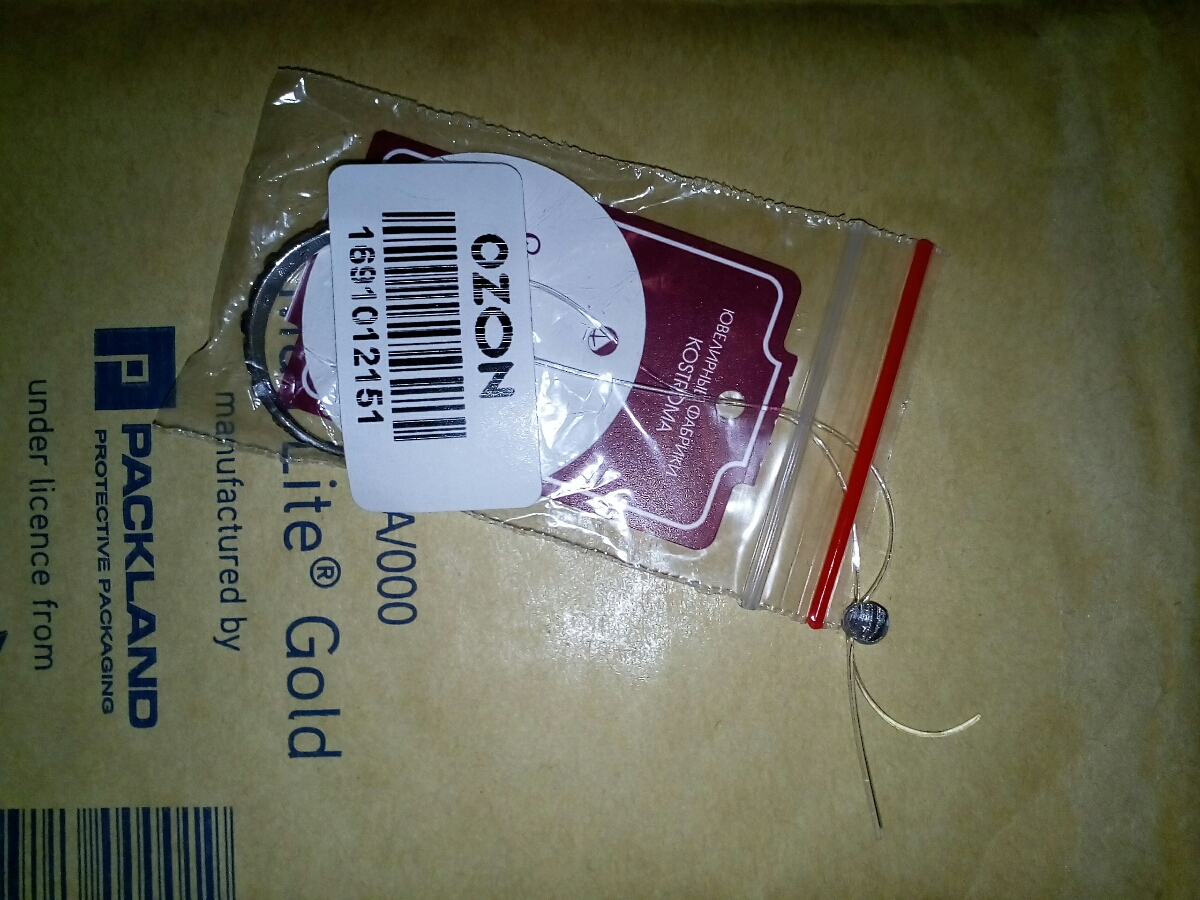 OZON
1691012151
ЮВЕЛИРНЫЕ ФАБРИКИ
KOSTROMA
A/000
Lite® Gold
manufactured by
PACKLAND
PROTECTIVE PACKAGING
under licence from